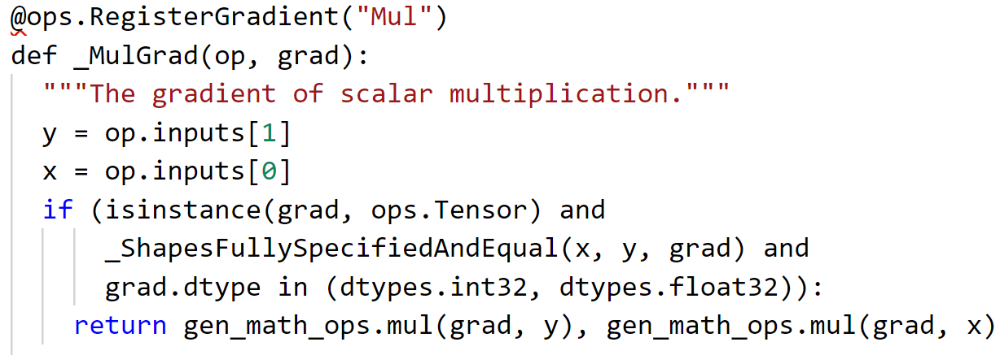 @ops.RegisterGradient("Mul")
def _MulGrad(op, grad):
"""The gradient of scalar multiplication."""
y = op.inputs[1]
x = op.inputs[0]
if (isinstance(grad, ops.Tensor) and
_ShapesFullySpecifiedAndEqual(x, y, grad) and
grad.dtype in (dtypes.int32, dtypes.float32)):
return gen_math_ops.mul(grad, y), gen_math_ops.mul(grad, x)